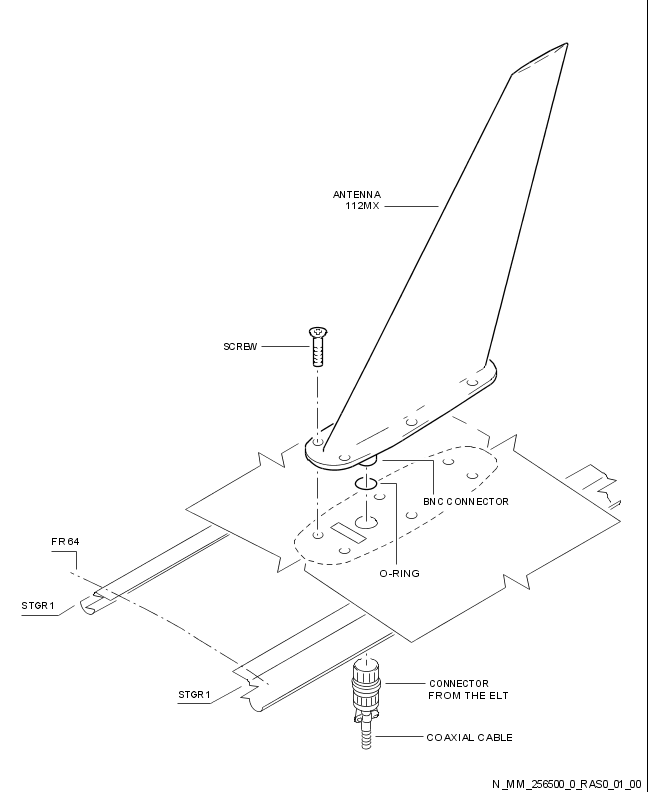 ANTENNA
112MX
SCREW
BNC CONNECTOR
FR64
O-RING
STGR1
STGR1
CONNECTOR
FROM THE ELT
COAXIAL CABLE
N_MM_256500_0_RAS0_01_00